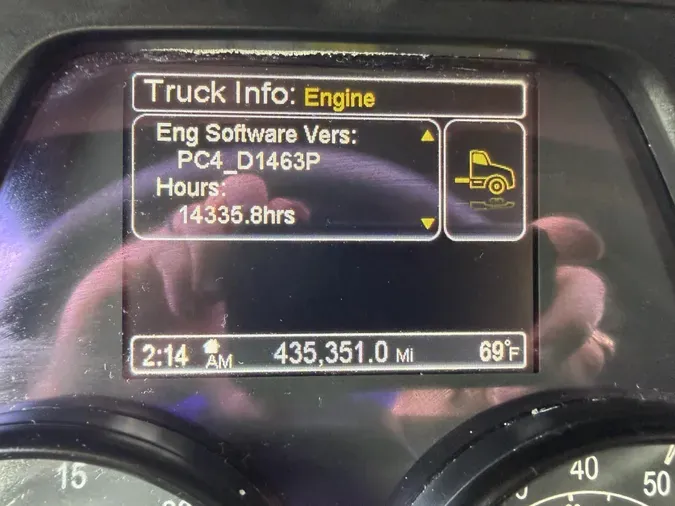 Truck Info: Engine
Eng Software Vers:
PC4_D1463P
Hours:
14335.8hrs
2:14 AM 435,351.0 Mi 69°F
15
40
50